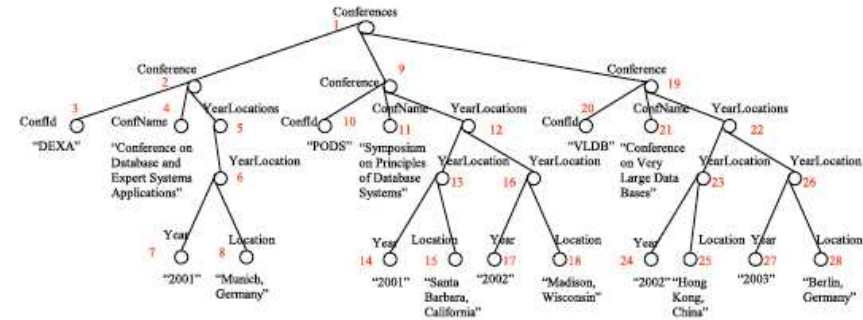 Conferences
1
Conference
2
9
Conference
Conference
19
3
ConfId
"DEXA"
4
ConfName
"Conference on
Database and
Expert Systems
Applications"
YearLocations
5
YearLocation
6
7
Year
"2001"
8
Location
"Munich,
Germany"
ConfId
10
"PODS"
ConfName
11
"Symposium
on Principles
of Database
Systems"
YearLocations
12
YearLocation
13
14
Year
"2001"
Location
15
"Santa
Barbara,
California"
YearLocation
16
Year
17
"2002"
Location
18
"Madison,
Wisconsin"
20
ConfId
"VLDB"
ConfName
21
"Conference
on Very
Large Data
Bases"
YearLocations
22
YearLocation
23
Year
24
"2002"
Location
25
"Hong
Kong,
China"
YearLocation
26
Year
27
"2003"
Location
28
"Berlin,
Germany"